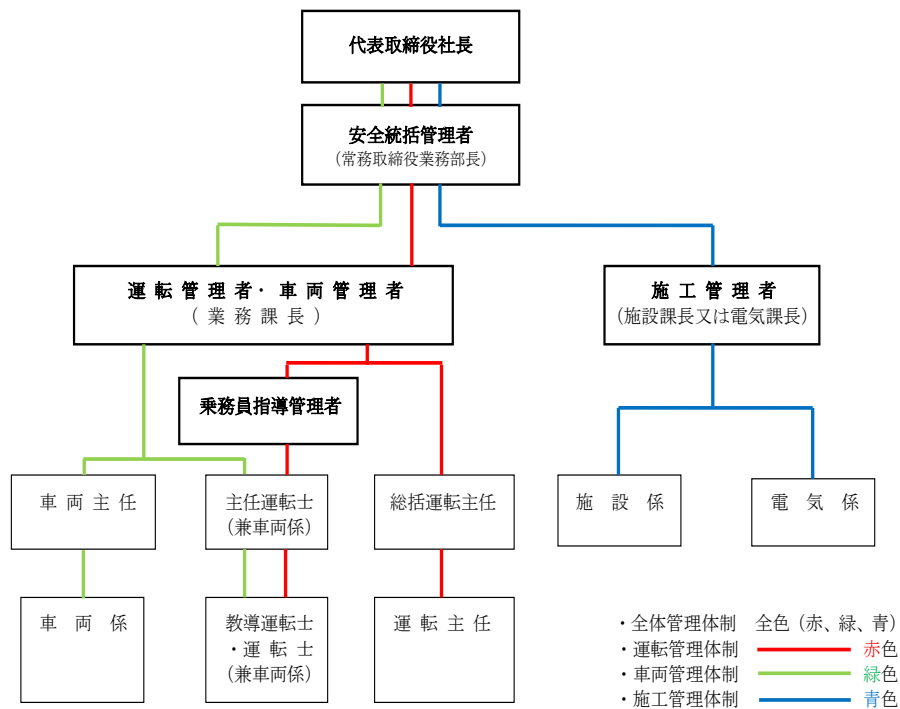 代表取締役社長
安全統括管理者
（常務取締役業務部長）
運転管理者・車両管理者
（業務課長）
施工管理者
（施設課長又は電気課長）
乗務員指導管理者
車両主任
主任運転士
（兼車両係）
総括運転主任
施設係
電気係
車両係
教導運転士
・運転士
（兼車両係）
運転主任
・全体管理体制　全色（赤、緑、青）
・運転管理体制　赤色
・車両管理体制　緑色
・施工管理体制　青色